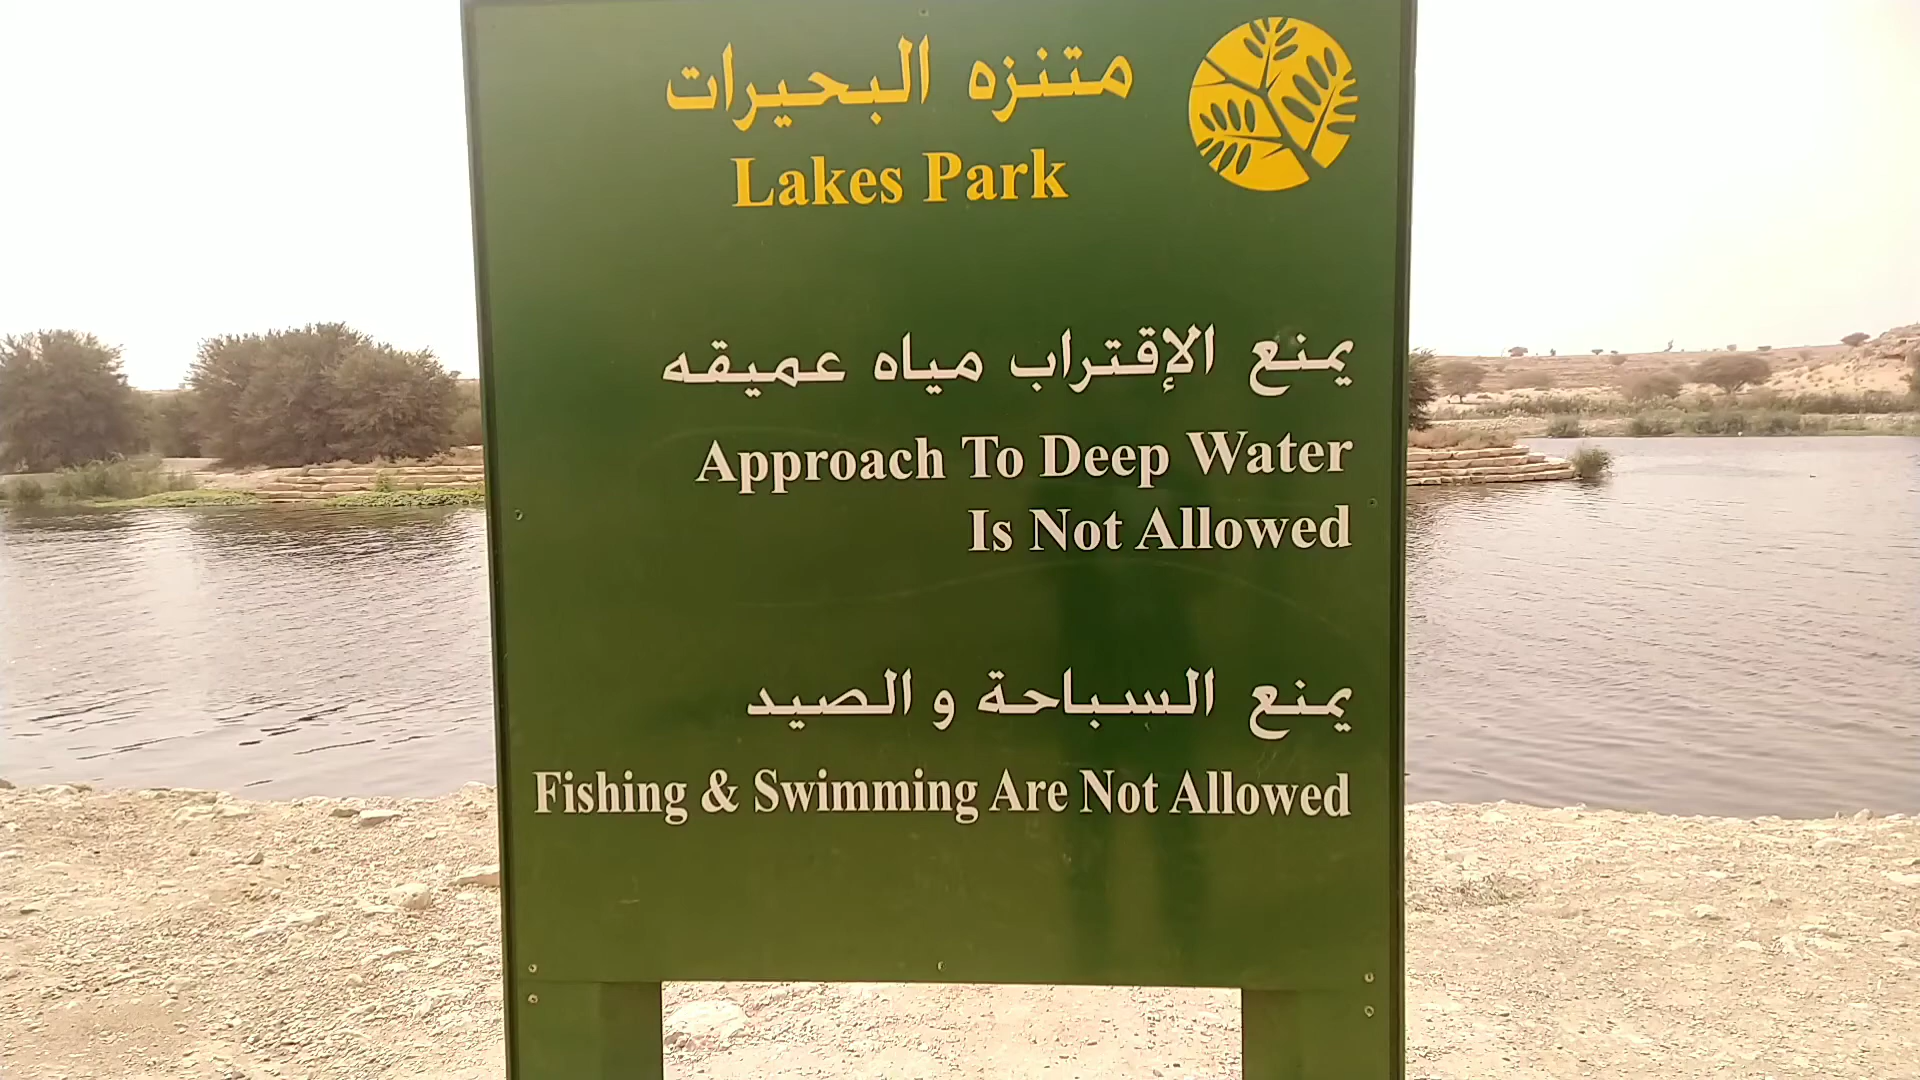 متنزه البحيرات
Lakes Park
يمنع الإقتراب مياه عميقه
Approach To Deep Water
Is Not Allowed
يمنع السباحة و الصيد
Fishing & Swimming Are Not Allowed